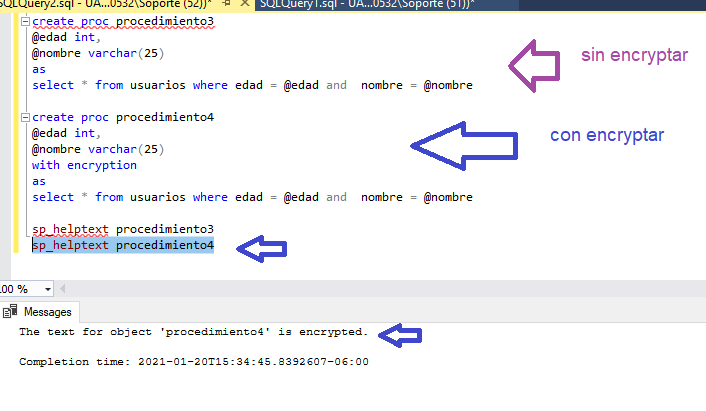 SQLQuery2.sql - UA...0532\Soporte (52))* SQLQuery1.sql - UA...0532\Soporte (51))*
create proc procedimiento3
@edad int,
@nombre varchar(25)
as
select * from usuarios where edad = @edad and  nombre = @nombre
sin encryptar
create proc procedimiento4
@edad int,
@nombre varchar(25)
with encryption
as
select * from usuarios where edad = @edad and  nombre = @nombre
con encryptar
sp_helptext procedimiento3
sp_helptext procedimiento4
100 %
Messages
The text for object 'procedimiento4' is encrypted.
Completion time: 2021-01-20T15:34:45.8392607-06:00